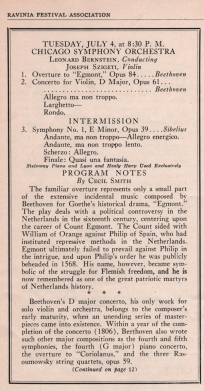 RAVINIA FESTIVAL ASSOCIATION
TUESDAY, JULY 4, at 8:30 P. M.
CHICAGO SYMPHONY ORCHESTRA
LEONARD BERNSTEIN, Conducting
JOSEPH SZIGETI, Violin
1. Overture to "Egmont," Opus 84.....Beethoven
2. Concerto for Violin, D Major, Opus 61...
..............................Beethoven
Allegro ma non troppo.
Larghetto—
Rondo.
INTERMISSION
3. Symphony No. 1, E Minor, Opus 39....Sibelius
Andante, ma non troppo—Allegro energico.
Andante, ma non troppo lento.
Scherzo: Allegro.
Finale: Quasi una fantasia.
Steinway Piano and Lyon and Healy Harp Used Exclusively
PROGRAM NOTES
By CECIL SMITH
The familiar overture represents only a small part
of the extensive incidental music composed by
Beethoven for Goethe's historical drama, "Egmont."
The play deals with a political controversy in the
Netherlands in the sixteenth century, centering upon
the career of Count Egmont. The Count sided with
William of Orange against Philip of Spain, who had
instituted repressive methods in the Netherlands.
Egmont ultimately failed to prevail against Philip in
the intrigue, and upon Philip's order was publicly
beheaded in 1568. His name, however, became sym-
bolic of the struggle for Flemish freedom, and he is
now remembered as one of the great patriotic martyrs
of Netherlands history.
* * *
Beethoven's D major concerto, his only work for
solo violin and orchestra, belongs to the composer's
early maturity, when an unending series of master-
pieces came into existence. Within a year of the com-
pletion of the concerto (1806), Beethoven also wrote
such other major compositions as the fourth and fifth
symphonies, the fourth (G major) piano concerto,
the overture to "Coriolanus," and the three Ras-
oumowsky string quartets, opus 59.
(Continued on page 12)